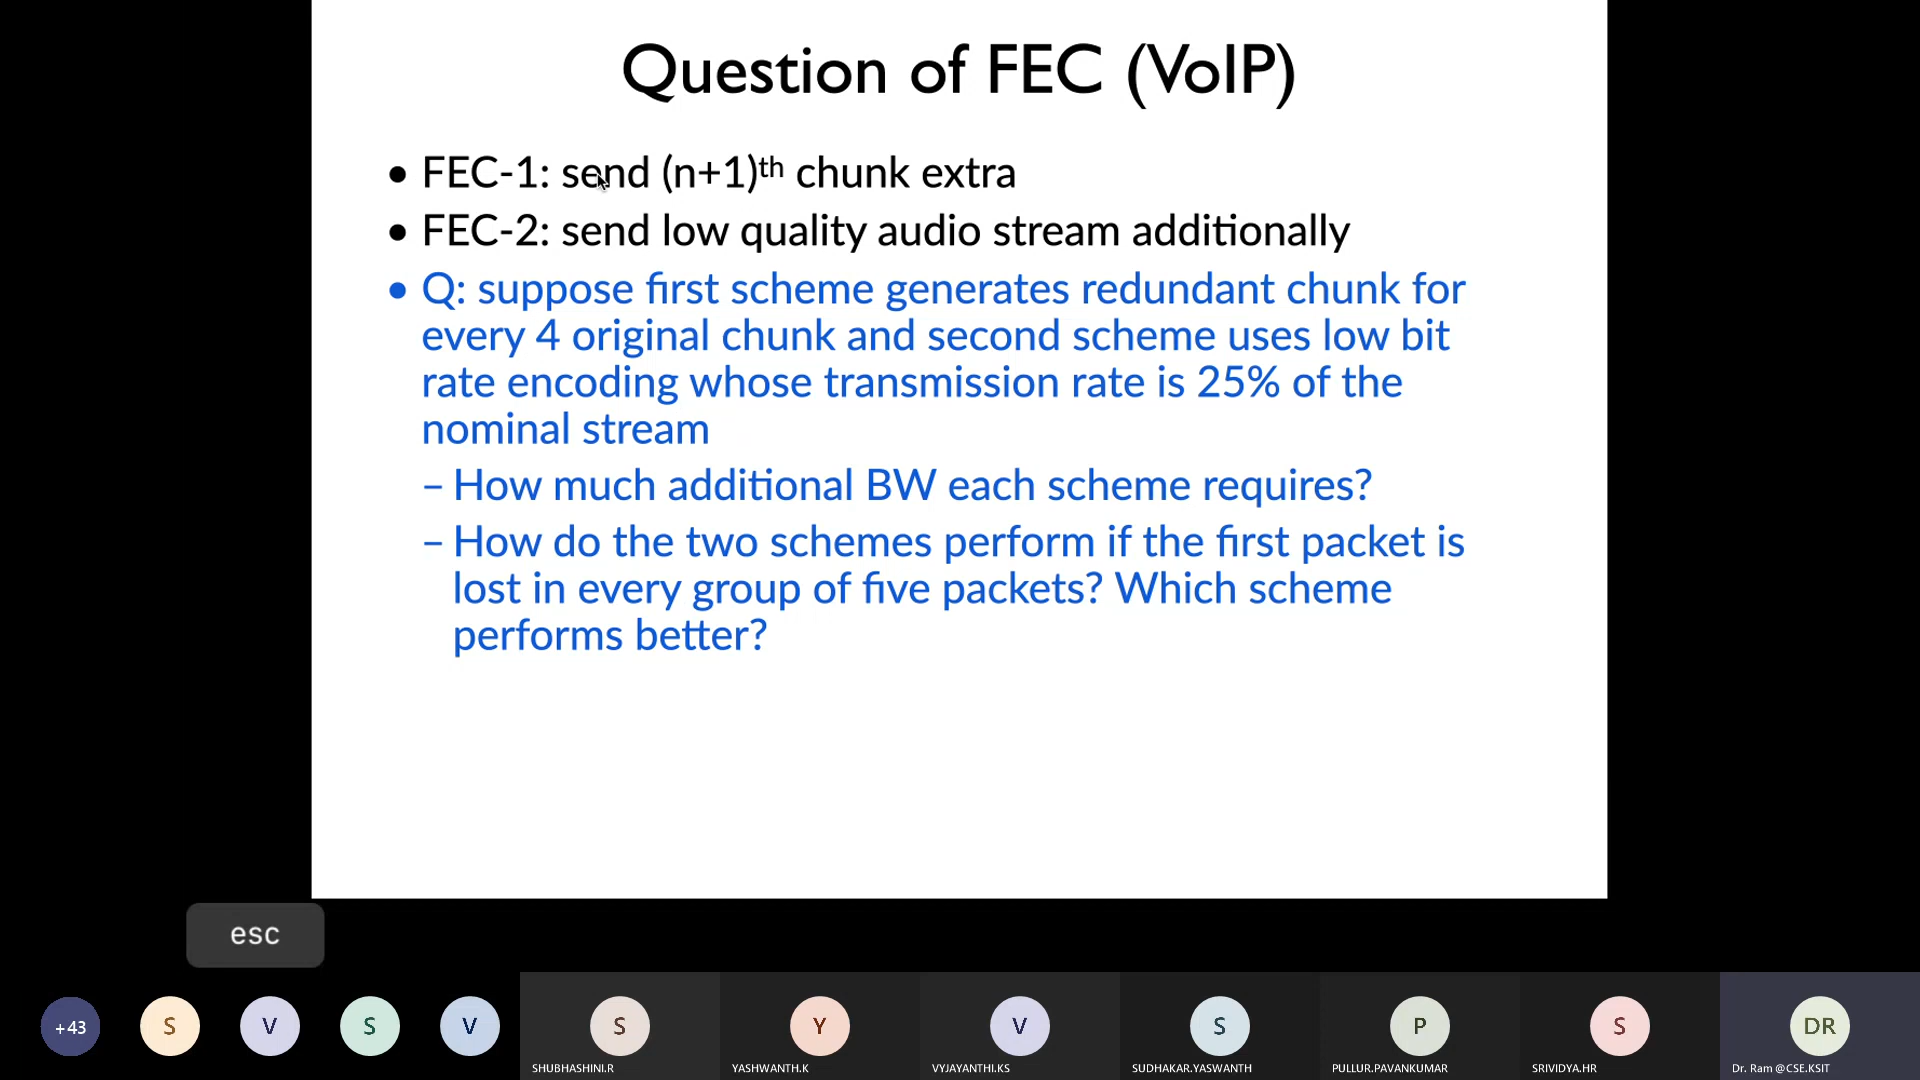 Question of FEC (VoIP)
• FEC-1: send (n+1)th chunk extra
• FEC-2: send low quality audio stream additionally
• Q: suppose first scheme generates redundant chunk for
every 4 original chunk and second scheme uses low bit
rate encoding whose transmission rate is 25% of the
nominal stream
– How much additional BW each scheme requires?
– How do the two schemes perform if the first packet is
lost in every group of five packets? Which scheme
performs better?
esc
+43
S
V
S
V
S
Y
V
S
P
S
DR
SHUBHASHINI.R
YASHWANTH.K
VYJAYANTHI.KS
SUDHAKAR.YASWANTH
PULLUR.PAVANKUMAR
SRIVIDYA.HR
Dr. Ram @CSE.KSIT